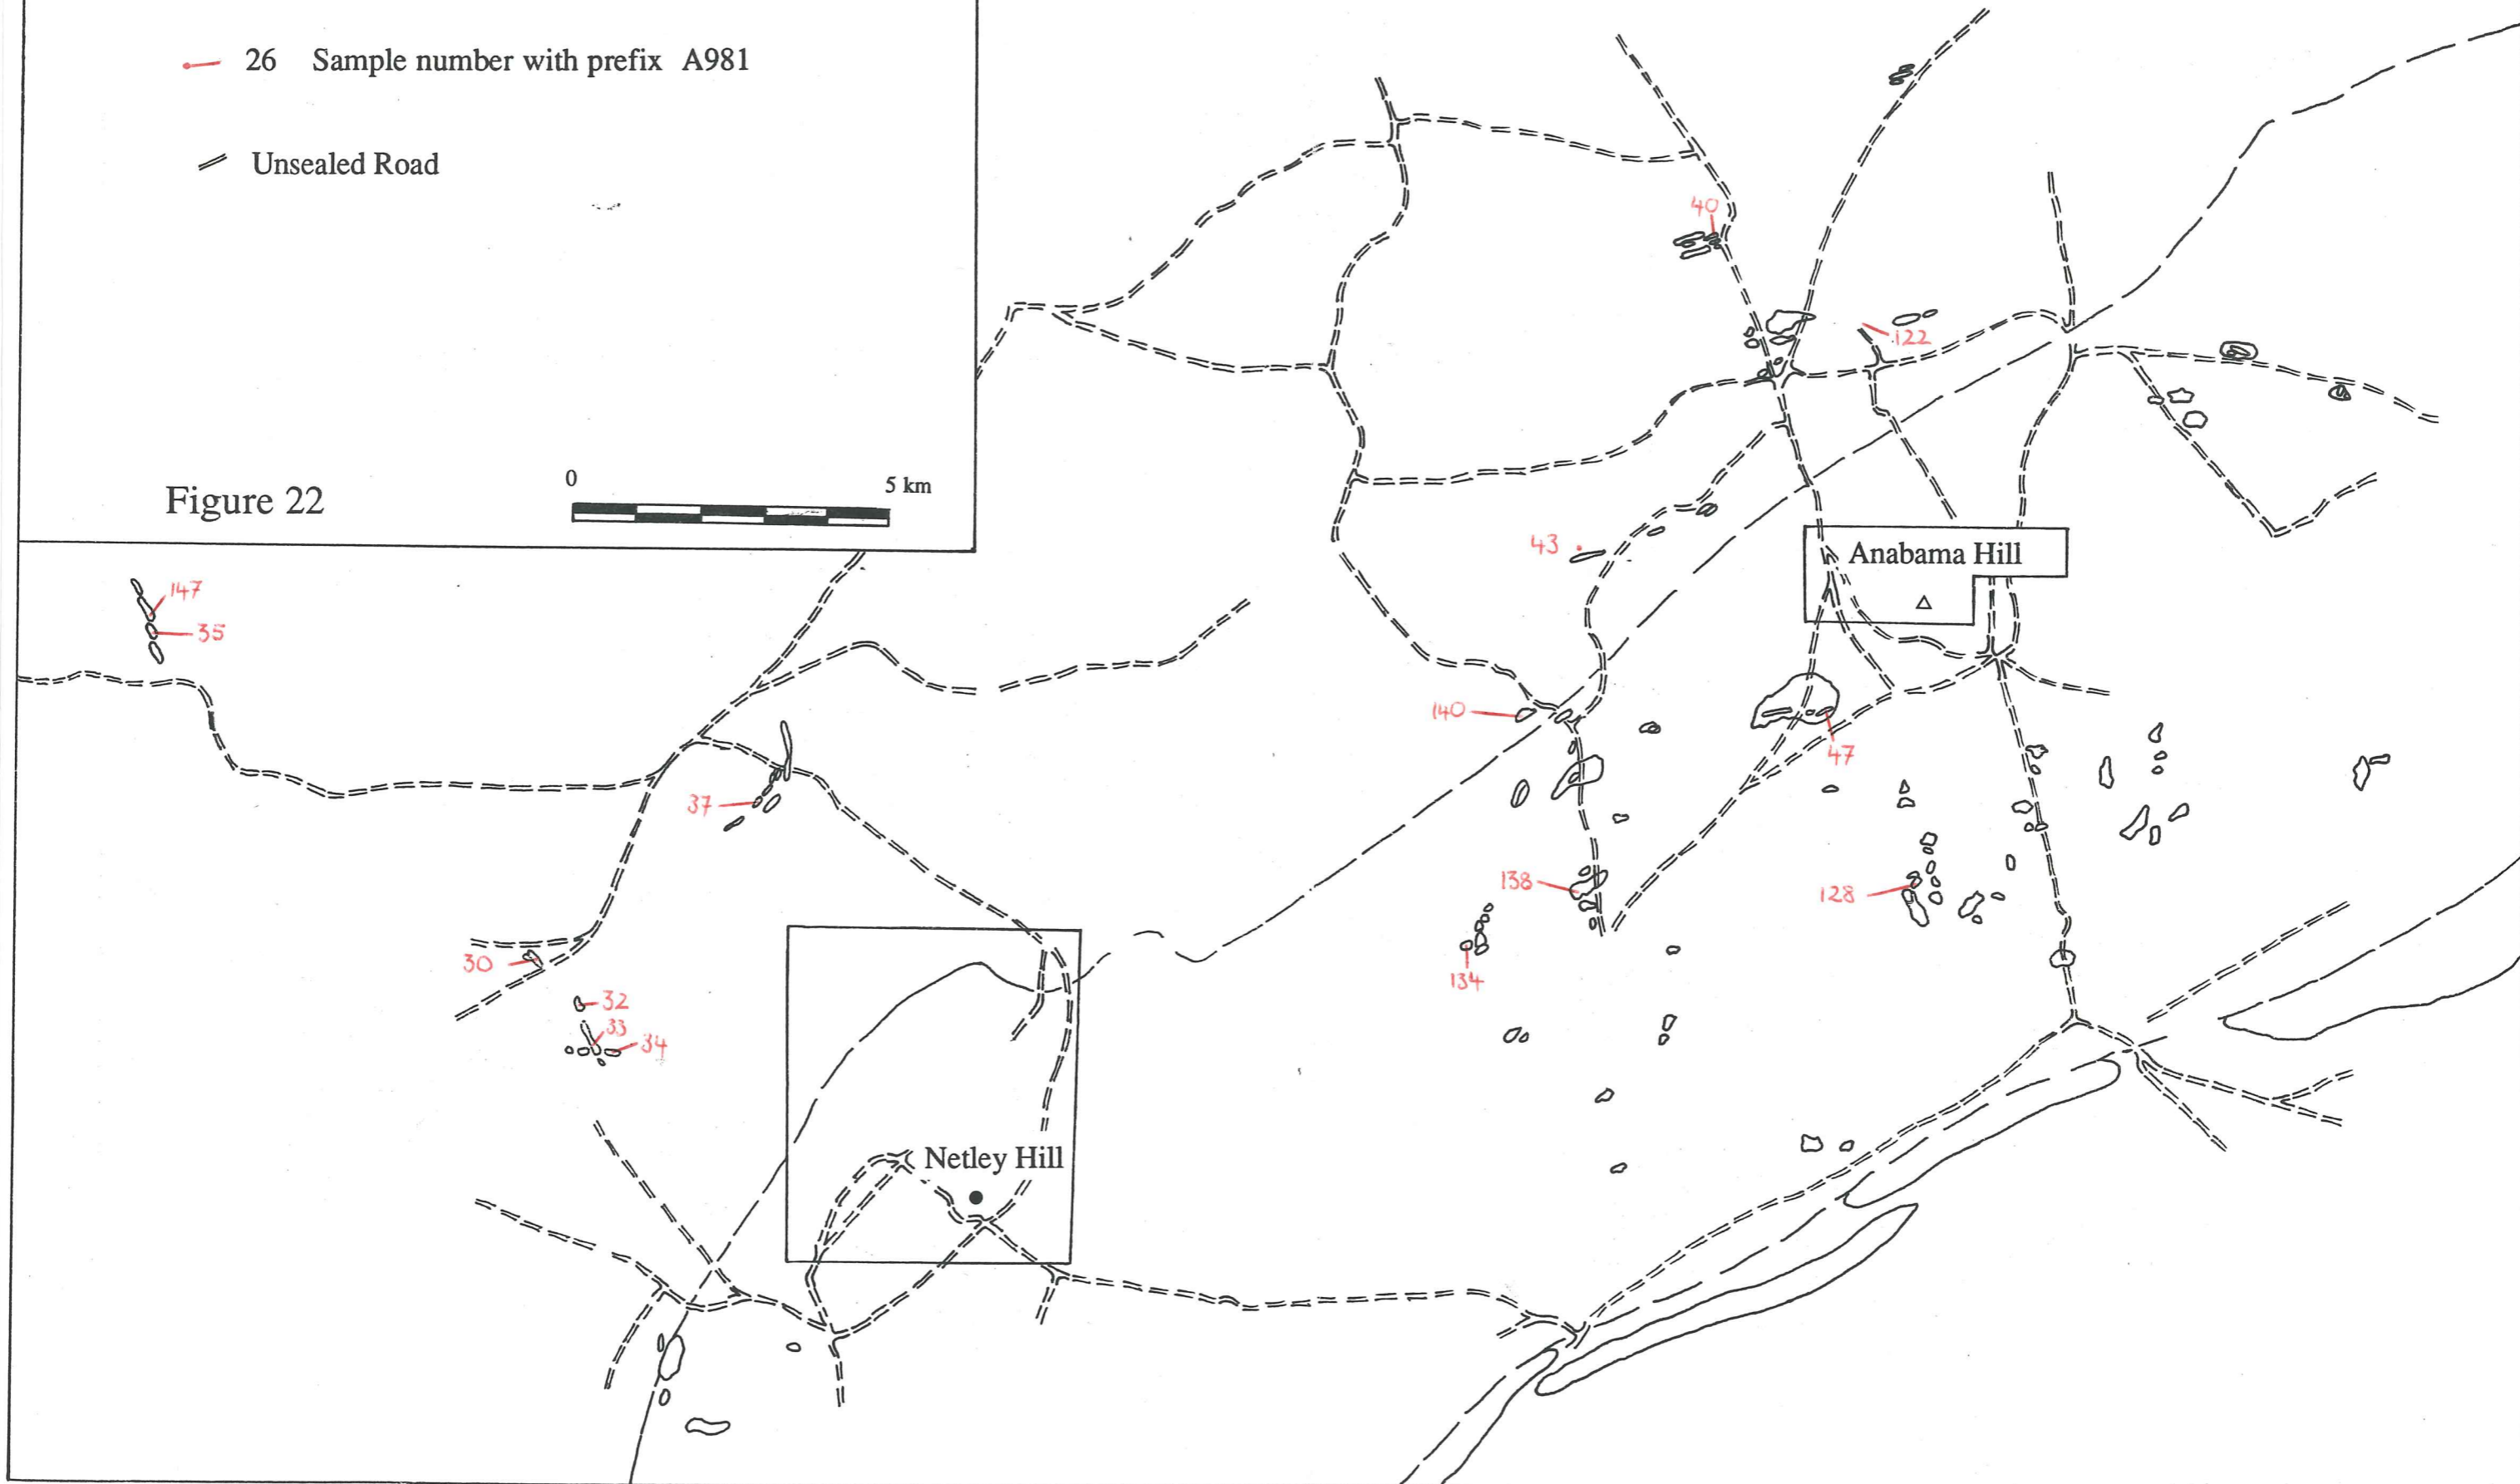 26 Sample number with prefix A981
Unsealed Road
Figure 22
0 5 km
40
122
43
Anabama Hill
147
35
140
47
37
138
128
30
134
32
33
34
Netley Hill